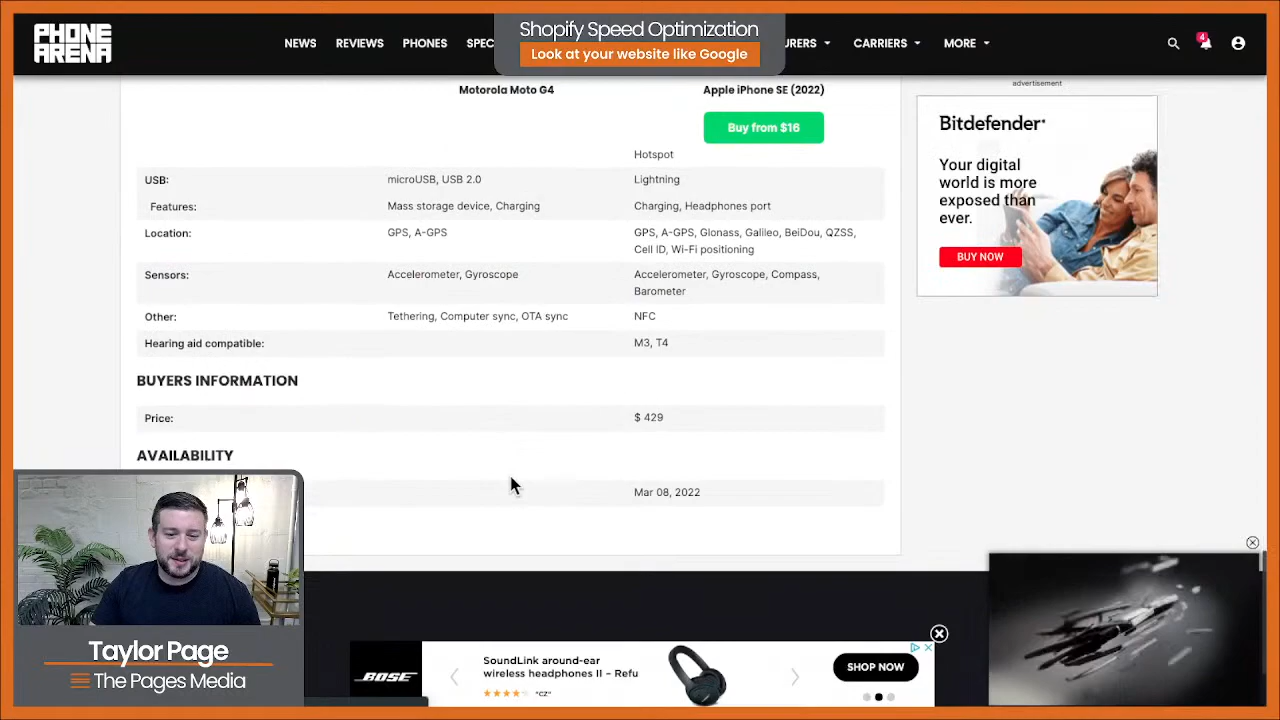 PHONE
ARENA
NEWS
REVIEWS
PHONES
SPEC
Shopify Speed Optimization
Look at your website like Google
URERS
CARRIERS
MORE
4
Motorola Moto G4
Apple iPhone SE (2022)
Buy from $16
Hotspot
USB:
microUSB, USB 2.0
Lightning
Features:
Mass storage device, Charging
Charging, Headphones port
Location:
GPS, A-GPS
GPS, A-GPS, Glonass, Galileo, BeiDou, QZSS,
Cell ID, Wi-Fi positioning
Sensors:
Accelerometer, Gyroscope
Accelerometer, Gyroscope, Compass,
Barometer
Other:
Tethering, Computer sync, OTA sync
NFC
Hearing aid compatible:
M3, T4
BUYERS INFORMATION
Price:
$ 429
AVAILABILITY
Mar 08, 2022
advertisement
Bitdefender
Your digital
world is more
exposed than
ever.
BUY NOW
Taylor Page
The Pages Media
BOSE
SoundLink around-ear
wireless headphones II – Refu
"CZ"
SHOP NOW